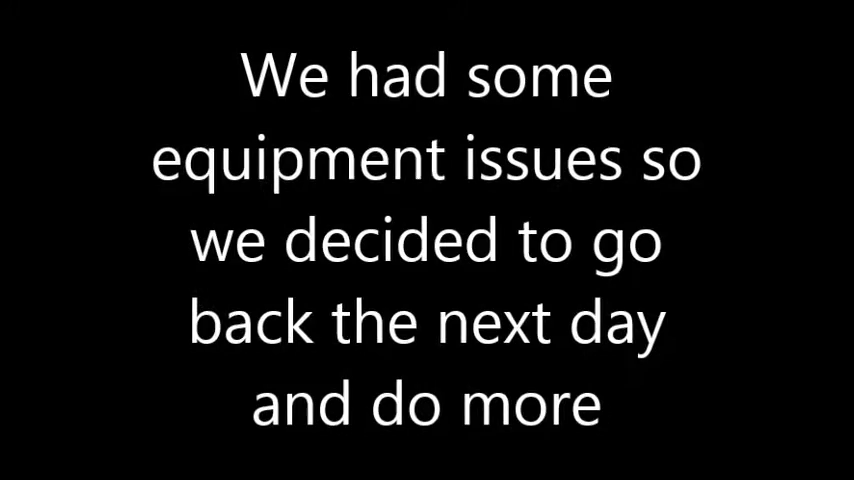 We had some
equipment issues so
we decided to go
back the next day
and do more